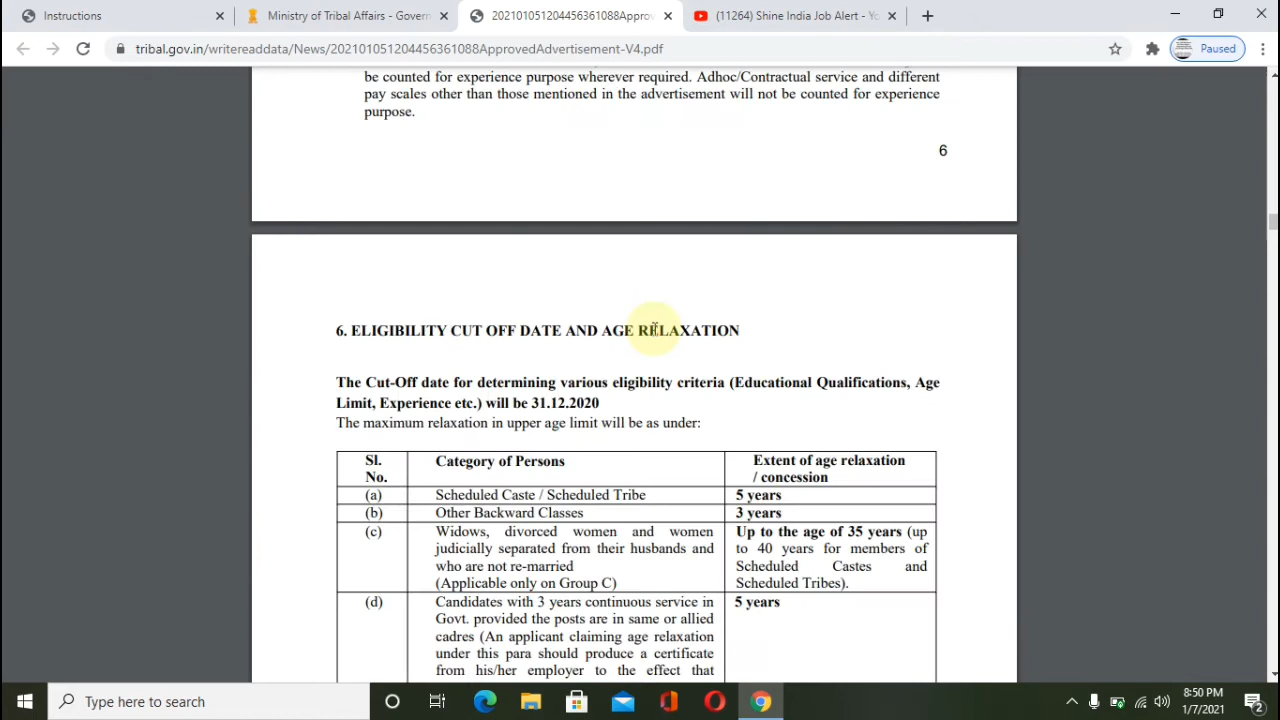 Instructions
Ministry of Tribal Affairs - Govern
202101051204456361088Approv
(11264) Shine India Job Alert - Yo
tribal.gov.in/writereaddata/News/202101051204456361088ApprovedAdvertisement-V4.pdf
Paused
be counted for experience purpose wherever required. Adhoc/Contractual service and different
pay scales other than those mentioned in the advertisement will not be counted for experience
purpose.
6
6. ELIGIBILITY CUT OFF DATE AND AGE RELAXATION
The Cut-Off date for determining various eligibility criteria (Educational Qualifications, Age
Limit, Experience etc.) will be 31.12.2020
The maximum relaxation in upper age limit will be as under:
Sl.
No.
Category of Persons
Extent of age relaxation
/ concession
(a)
Scheduled Caste / Scheduled Tribe
5 years
(b)
Other Backward Classes
3 years
(c)
Widows, divorced women and women
judicially separated from their husbands and
who are not re-married
(Applicable only on Group C)
Up to the age of 35 years (up
to 40 years for members of
Scheduled Castes and
Scheduled Tribes).
(d)
Candidates with 3 years continuous service in
Govt. provided the posts are in same or allied
cadres (An applicant claiming age relaxation
under this para should produce a certificate
from his/her employer to the effect that
5 years
Type here to search
8:50 PM
1/7/2021
2